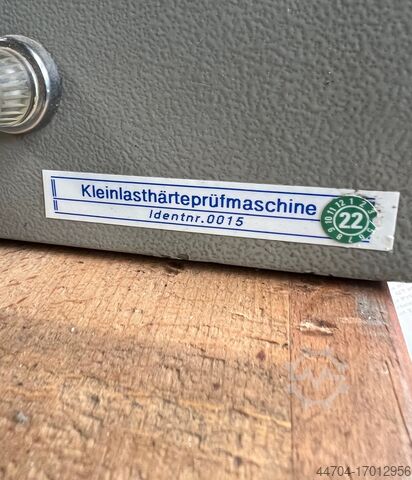 Kleinlasthärteprüfmaschine
Identnr.0015
22
44704-17012956